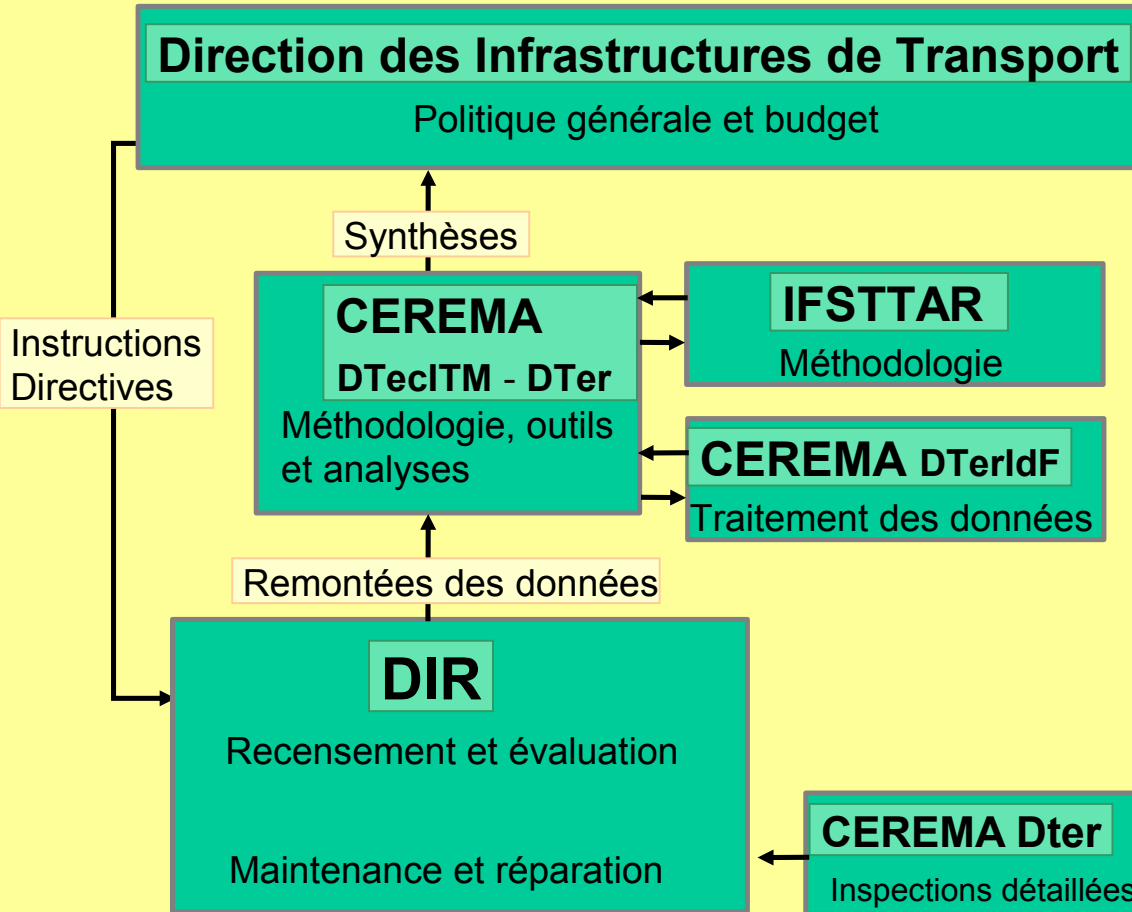 Direction des Infrastructures de Transport
Politique générale et budget
Synthèses
Instructions
Directives
CEREMA
DTecITM - DTer
Méthodologie, outils
et analyses
IFSTTAR
Méthodologie
CEREMA DTerIdF
Traitement des données
Remontées des données
DIR
Recensement et évaluation
Maintenance et réparation
CEREMA Dter
Inspections détaillées